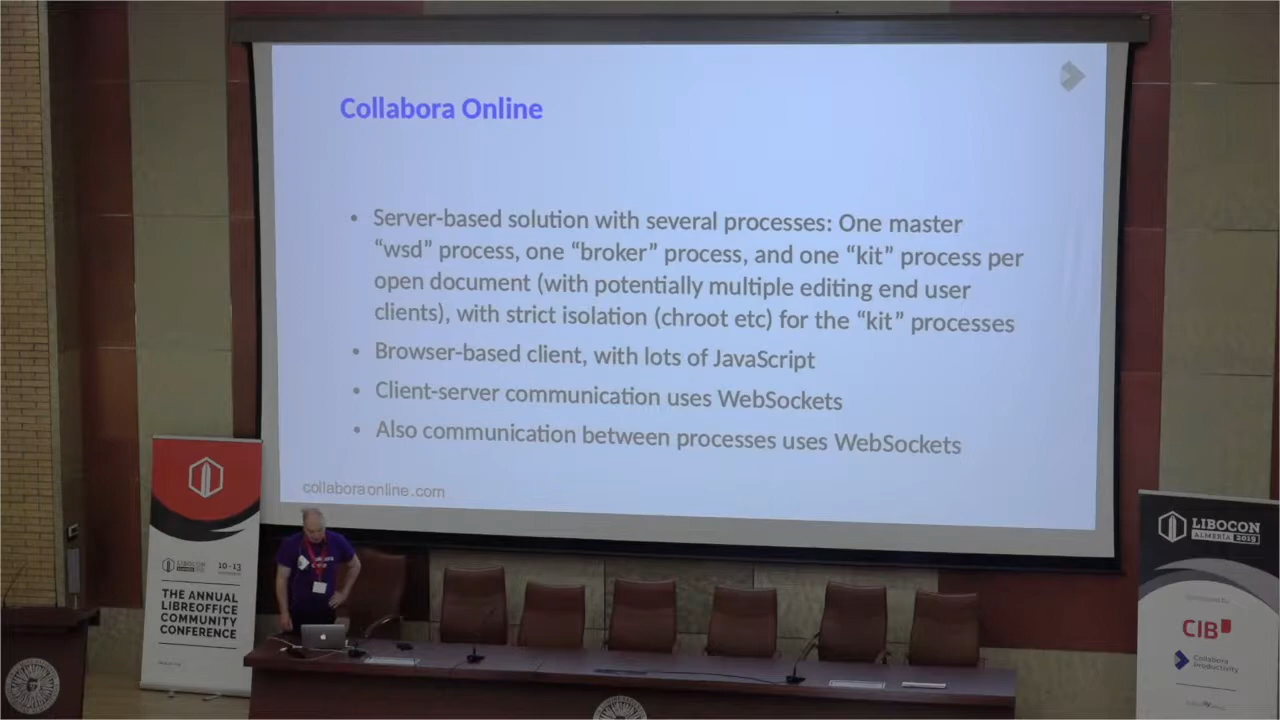 Collabora Online
• Server-based solution with several processes: One master
“wsd” process, one “broker” process, and one “kit” process per
open document (with potentially multiple editing end user
clients), with strict isolation (chroot etc) for the “kit” processes
• Browser-based client, with lots of JavaScript
• Client-server communication uses WebSockets
• Also communication between processes uses WebSockets
collaboraonline.com
LIBOCON
10-13
THE ANNUAL
LIBREOFFICE
COMMUNITY
CONFERENCE
LIBOCON
ALMERÍA 2019
CIB
Collabora
Productivity